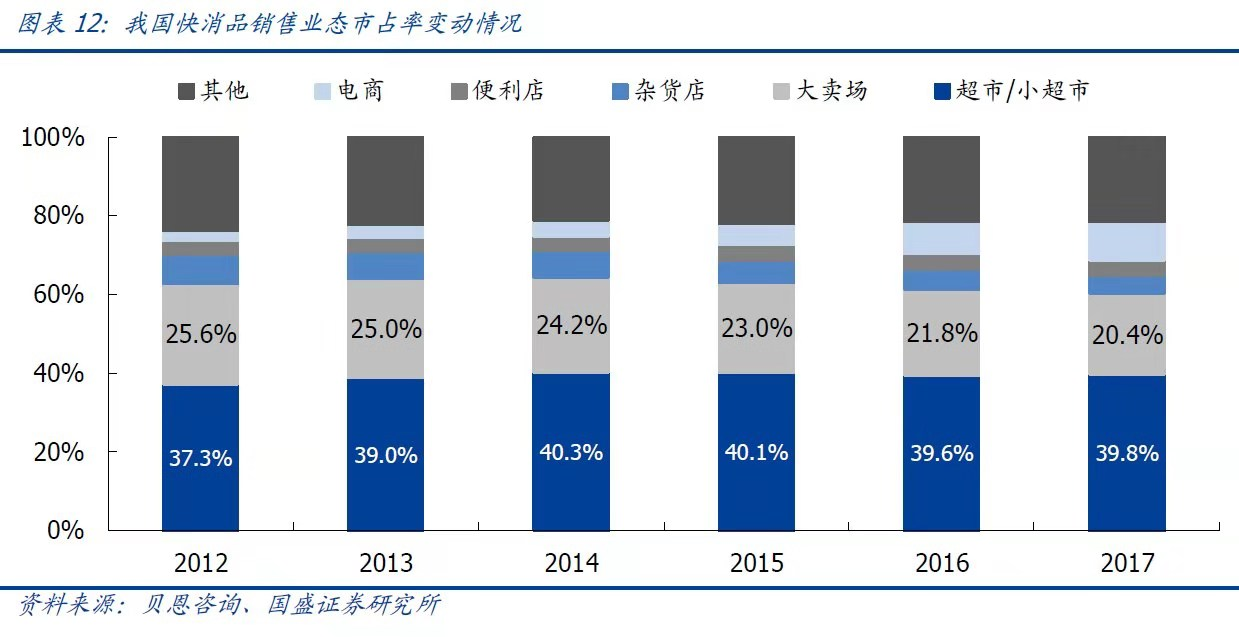 图表 12：我国快消品销售业态市占率变动情况
其他 电商 便利店 杂货店 大卖场 超市/小超市
100%
80%
60%
40%
20%
0%
25.6% 25.0% 24.2% 23.0% 21.8% 20.4%
37.3% 39.0% 40.3% 40.1% 39.6% 39.8%
2012 2013 2014 2015 2016 2017
资料来源：贝恩咨询、国盛证券研究所